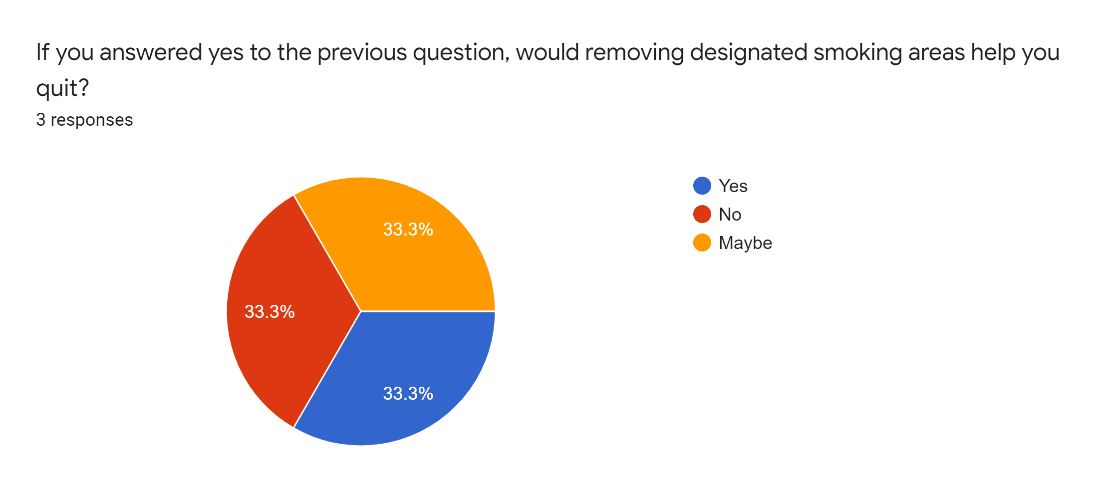 If you answered yes to the previous question, would removing designated smoking areas help you
quit?
3 responses
Yes
No
Maybe
33.3%
33.3%
33.3%